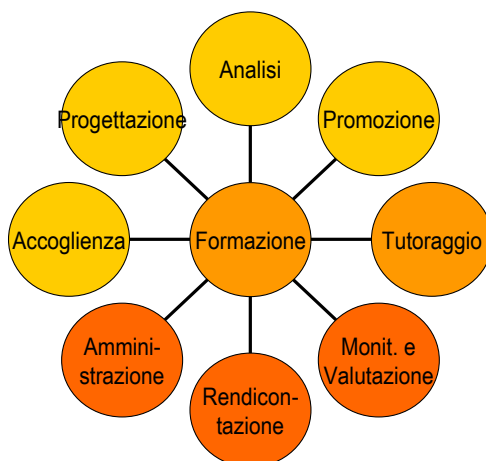 Analisi
Progettazione
Promozione
Accoglienza
Formazione
Tutoraggio
Ammini-
strazione
Monit. e
Valutazione
Rendicon-
tazione